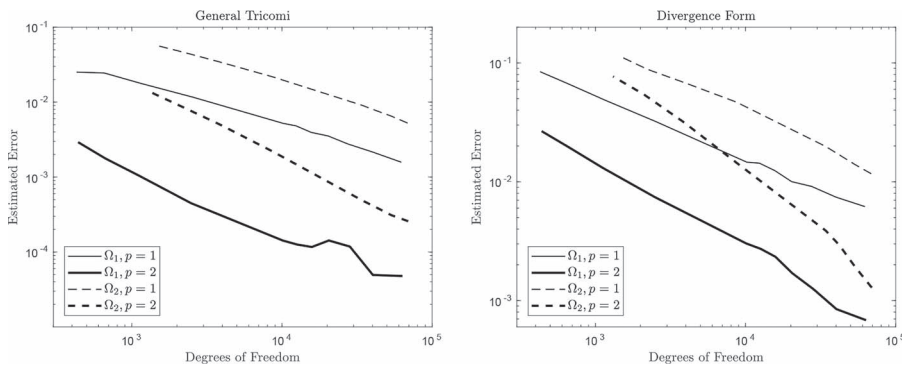 General Tricomi
Estimated Error
10^-1
10^-2
10^-3
10^-4
Ω₁, p = 1
Ω₁, p = 2
Ω₂, p = 1
Ω₂, p = 2
10^3
10^4
10^5
Degrees of Freedom
Divergence Form
Estimated Error
10^-1
10^-2
10^-3
Ω₁, p = 1
Ω₁, p = 2
Ω₂, p = 1
Ω₂, p = 2
10^3
10^4
10^5
Degrees of Freedom